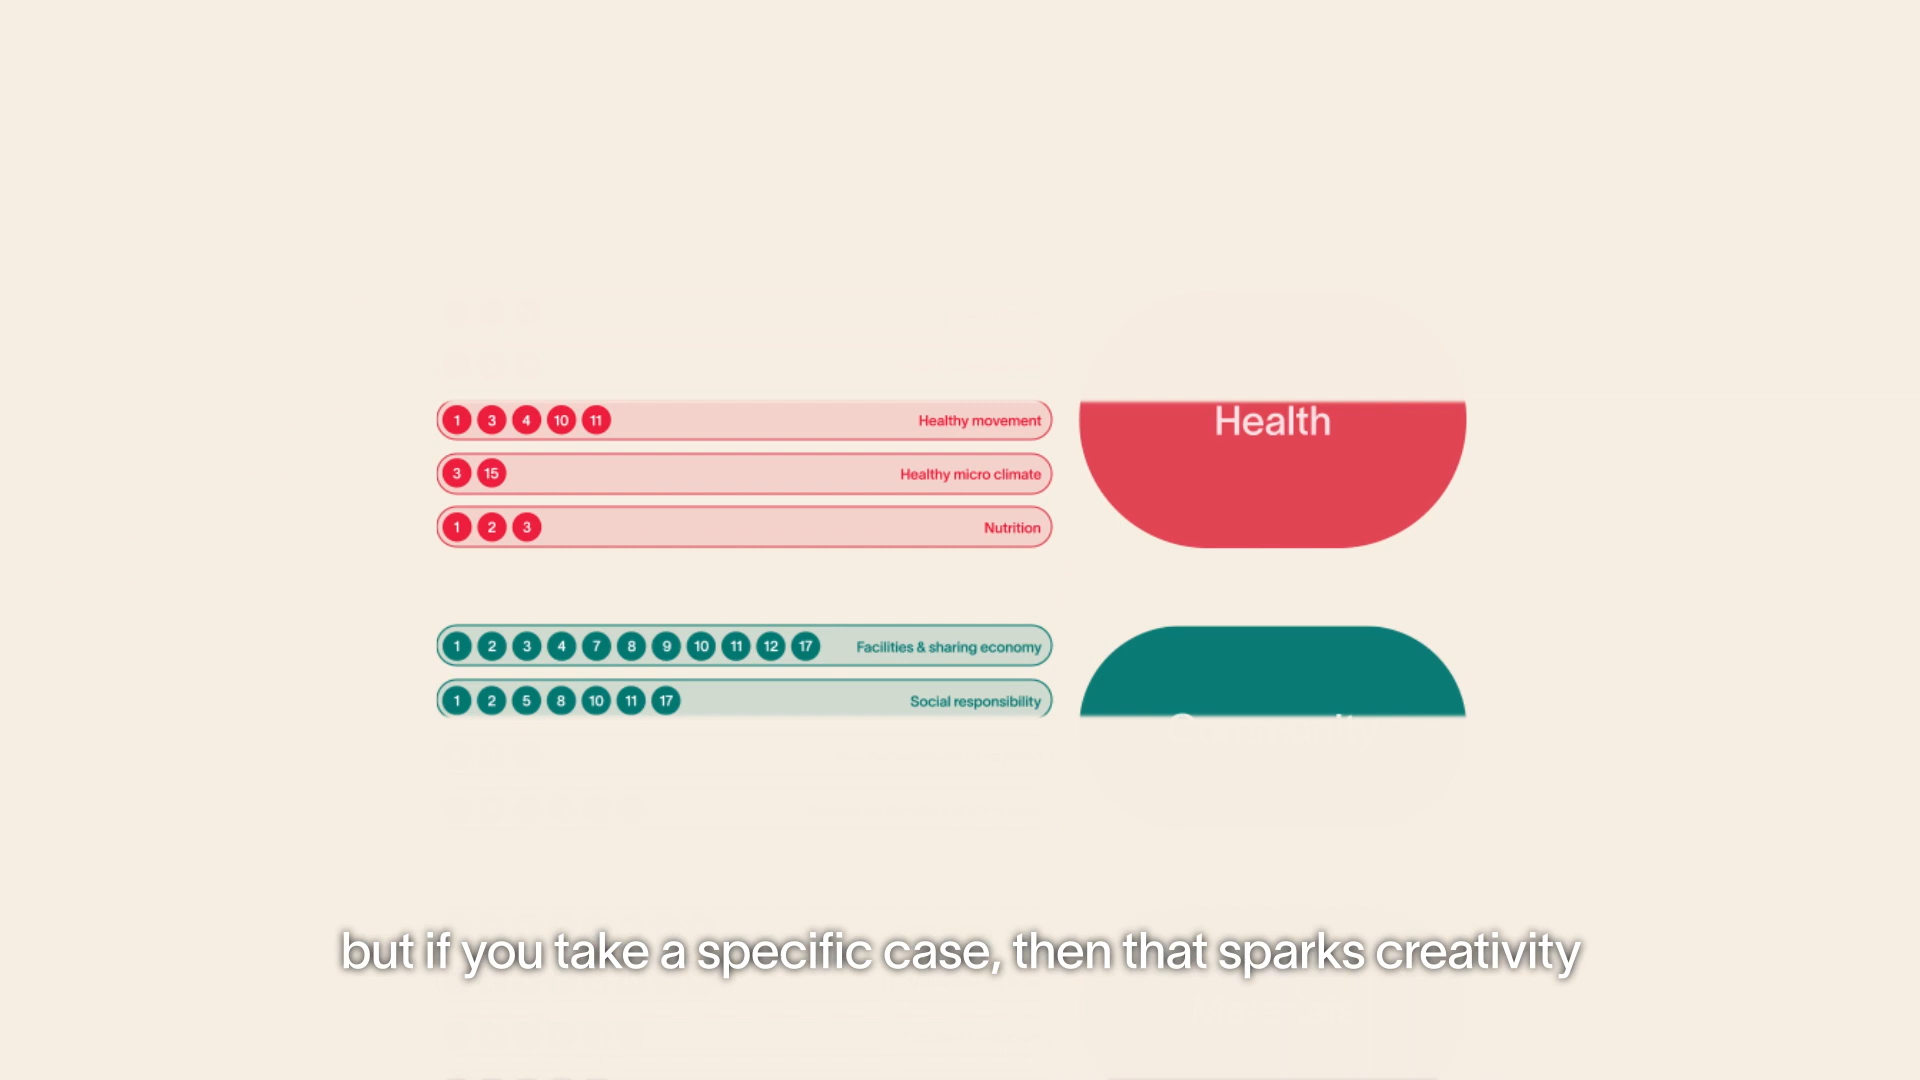 1 3 4 10 11 Healthy movement
Health
3 15 Healthy micro climate
1 2 3 Nutrition
1 2 3 4 7 8 9 10 11 12 17 Facilities & sharing economy
1 2 5 8 10 11 17 Social responsibility
Community
but if you take a specific case, then that sparks creativity